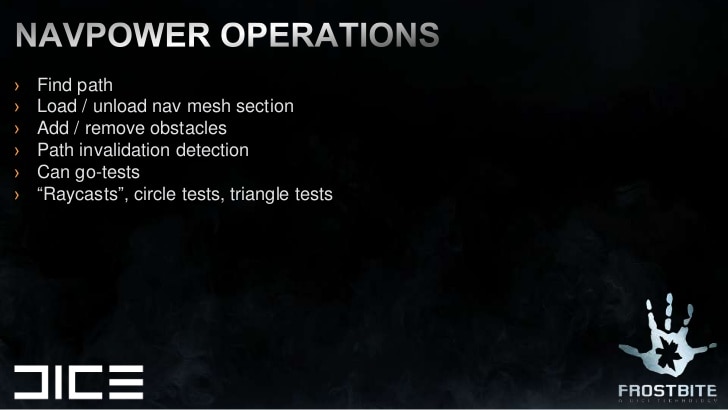 NAVPOWER OPERATIONS
› Find path
› Load / unload nav mesh section
› Add / remove obstacles
› Path invalidation detection
› Can go-tests
› “Raycasts”, circle tests, triangle tests
DICE
FROSTBITE
A DICE TECHNOLOGY